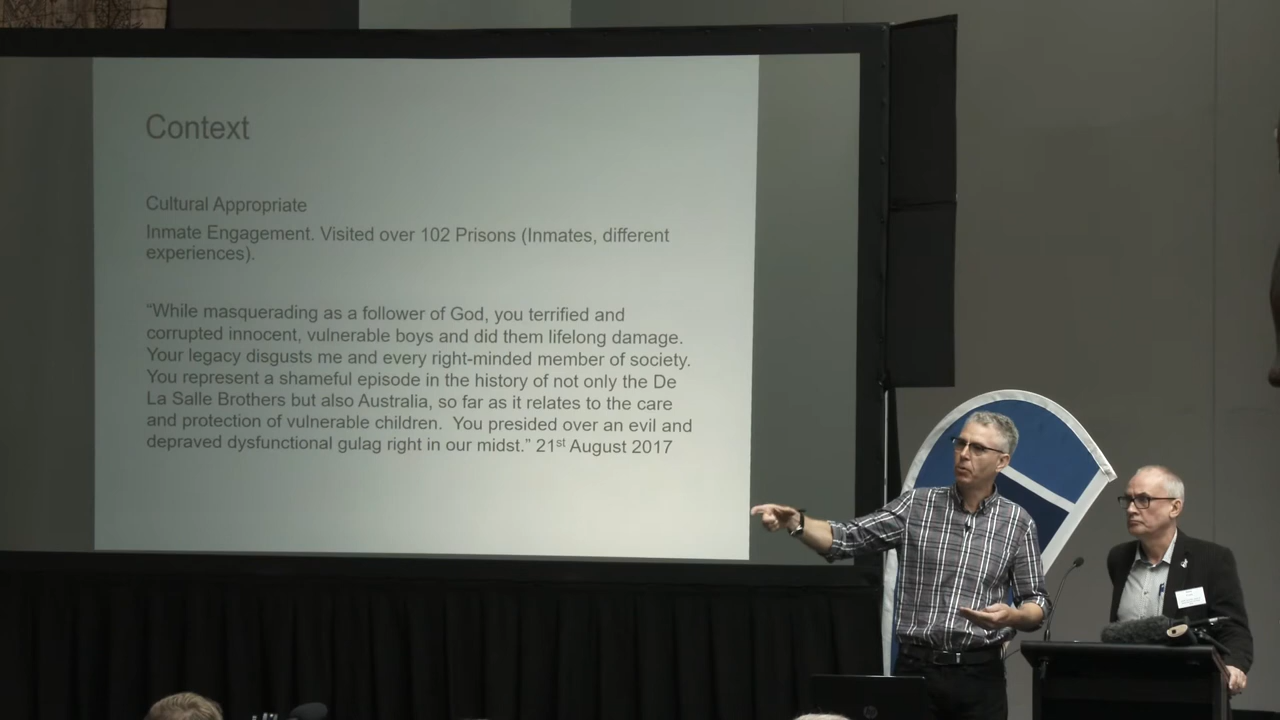 Context
Cultural Appropriate
Inmate Engagement. Visited over 102 Prisons (Inmates, different
experiences).
“While masquerading as a follower of God, you terrified and
corrupted innocent, vulnerable boys and did them lifelong damage.
Your legacy disgusts me and every right-minded member of society.
You represent a shameful episode in the history of not only the De
La Salle Brothers but also Australia, so far as it relates to the care
and protection of vulnerable children.  You presided over an evil and
depraved dysfunctional gulag right in our midst.” 21st August 2017